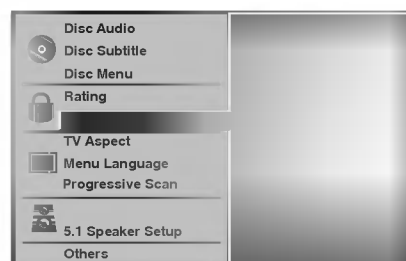 Disc Audio
Disc Subtitle
Disc Menu
Rating
TV Aspect
Menu Language
Progressive Scan
5.1 Speaker Setup
Others